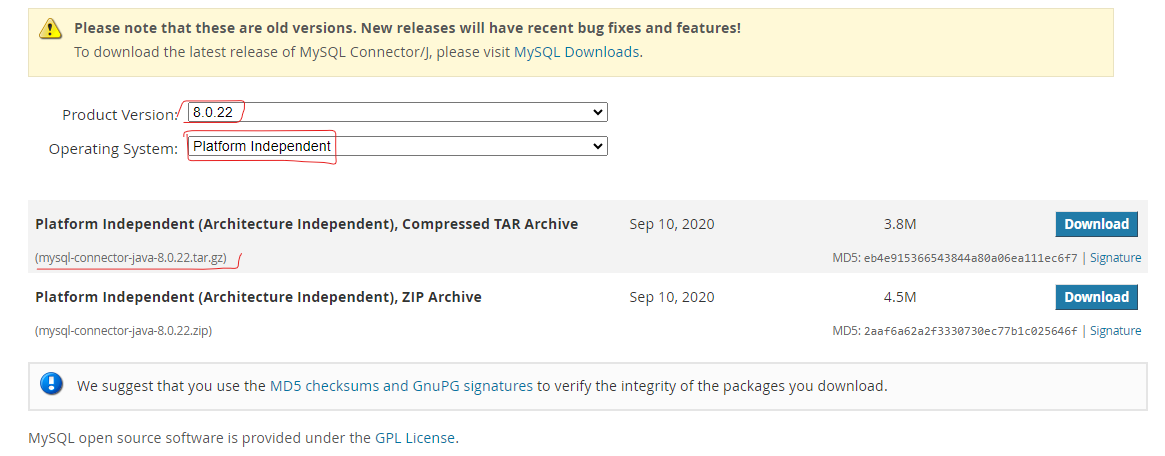 Please note that these are old versions. New releases will have recent bug fixes and features!
To download the latest release of MySQL Connector/J, please visit MySQL Downloads.
Product Version: 8.0.22
Operating System: Platform Independent
Platform Independent (Architecture Independent), Compressed TAR Archive Sep 10, 2020 3.8M Download
(mysql-connector-java-8.0.22.tar.gz) MD5: eb4e915366543844a80a06ea111ec6f7 | Signature
Platform Independent (Architecture Independent), ZIP Archive Sep 10, 2020 4.5M Download
(mysql-connector-java-8.0.22.zip) MD5: 2aaf6a62a2f3330730ec77b1c025646f | Signature
We suggest that you use the MD5 checksums and GnuPG signatures to verify the integrity of the packages you download.
MySQL open source software is provided under the GPL License.